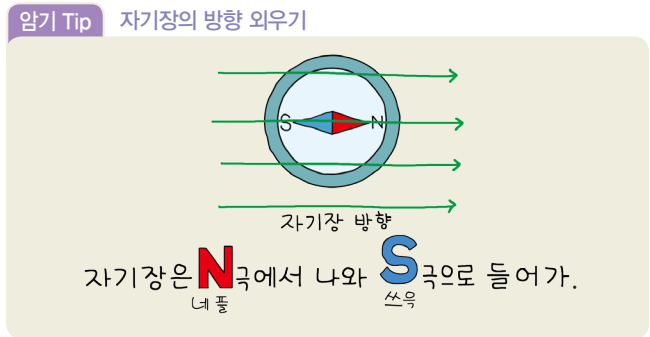 암기 Tip 자기장의 방향 외우기
S N
자기장 방향
자기장은 N극에서 나와 S극으로 들어가.
네풀 쓰윽